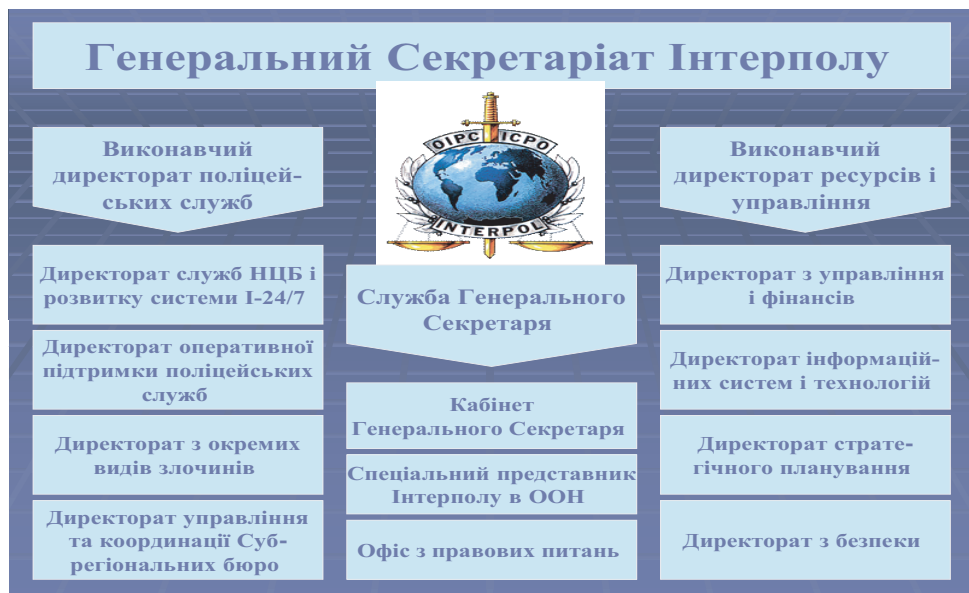 Генеральний Секретаріат Інтерполу
Виконавчий
директорат поліцей-
ських служб
Директорат служб НЦБ і
розвитку системи І-24/7
Директорат оперативної
підтримки поліцейських
служб
Директорат з окремих
видів злочинів
Директорат управління
та координації Суб-
регіональних бюро
OIPC ICPO
INTERPOL
Служба Генерального
Секретаря
Кабінет
Генерального Секретаря
Спеціальний представник
Інтерполу в ООН
Офіс з правових питань
Виконавчий
директорат ресурсів і
управління
Директорат з управління
і фінансів
Директорат інформацій-
них систем і технологій
Директорат страте-
гічного планування
Директорат з безпеки